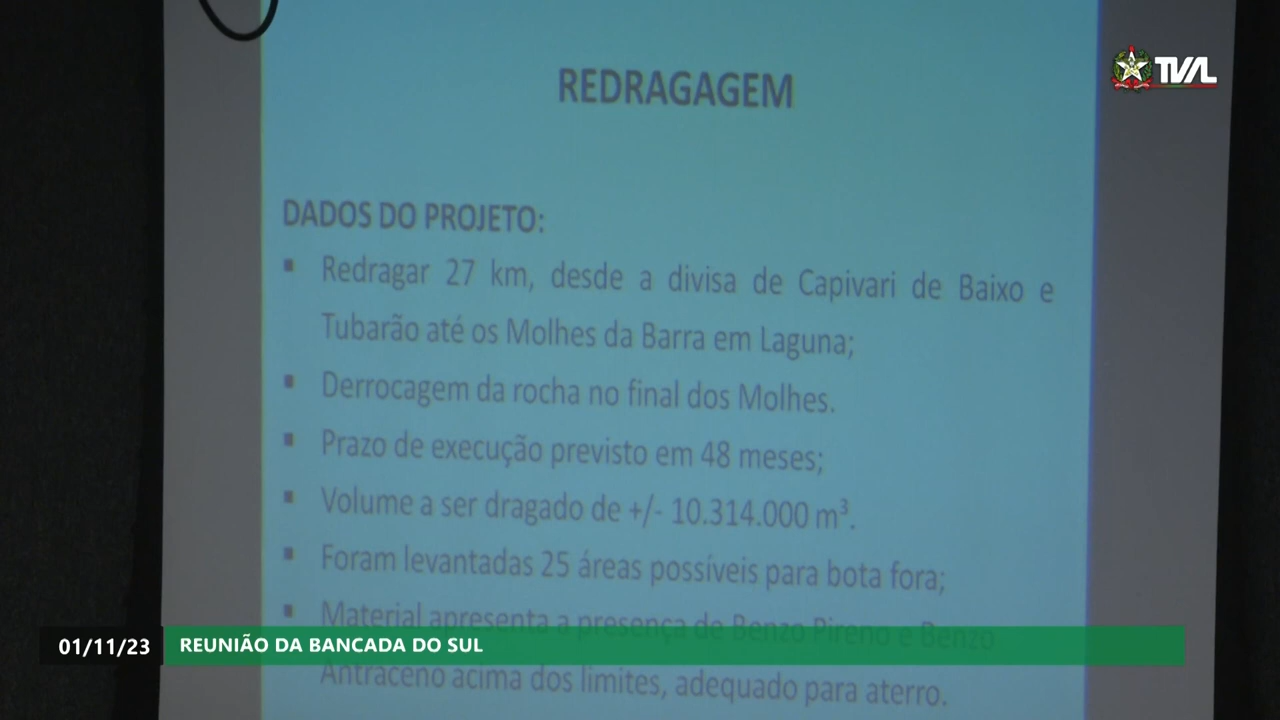 TVAL
REDRAGAGEM
DADOS DO PROJETO:
▪ Redragar 27 km, desde a divisa de Capivari de Baixo e
Tubarão até os Molhes da Barra em Laguna;
▪ Derrocagem da rocha no final dos Molhes.
▪ Prazo de execução previsto em 48 meses;
▪ Volume a ser dragado de +/- 10.314.000 m³.
▪ Foram levantadas 25 áreas possíveis para bota fora;
▪ Material apresenta a presença de Benzo Pireno e Benzo
Antraceno acima dos limites, adequado para aterro.
01/11/23 REUNIÃO DA BANCADA DO SUL